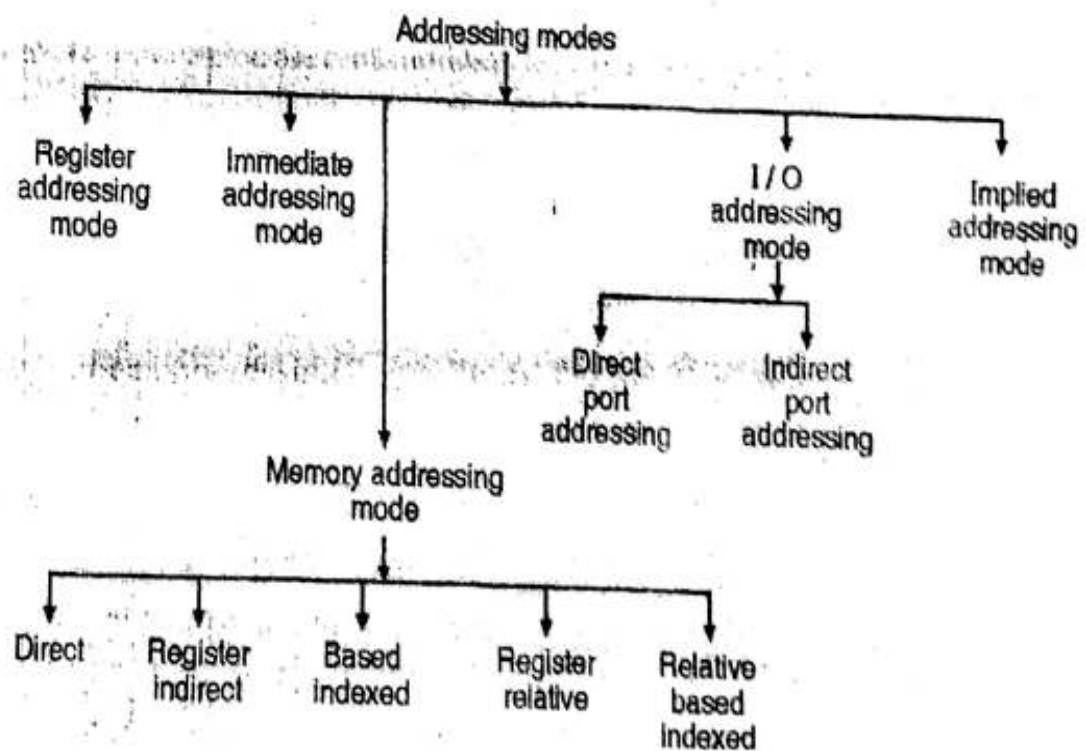 Addressing modes
Register
addressing
mode
Immediate
addressing
mode
I/O
addressing
mode
Implied
addressing
mode
Direct
port
addressing
Indirect
port
addressing
Memory addressing
mode
Direct
Register
indirect
Based
indexed
Register
relative
Relative
based
indexed